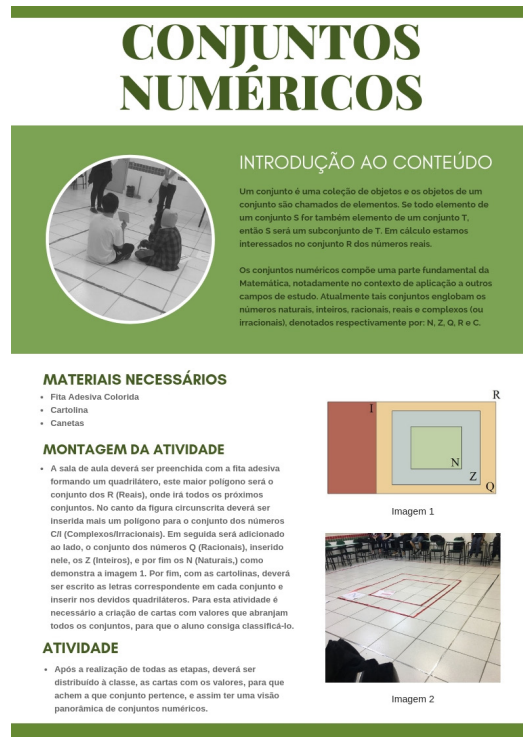 CONJUNTOS
NUMÉRICOS
INTRODUÇÃO AO CONTEÚDO
Um conjunto é uma coleção de objetos e os objetos de um
conjunto são chamados de elementos. Se todo elemento de
um conjunto S for também elemento de um conjunto T,
então S será um subconjunto de T. Em cálculo estamos
interessados no conjunto R dos números reais.
Os conjuntos numéricos compõe uma parte fundamental da
Matemática, notadamente no contexto de aplicação a outros
campos de estudo. Atualmente tais conjuntos englobam os
números naturais, inteiros, racionais, reais e complexos (ou
irracionais), denotados respectivamente por: N, Z, Q, R e C.
MATERIAIS NECESSÁRIOS
• Fita Adesiva Colorida
• Cartolina
• Canetas
MONTAGEM DA ATIVIDADE
• A sala de aula deverá ser preenchida com a fita adesiva
formando um quadrilátero, este maior polígono será o
conjunto dos R (Reais), onde irá todos os próximos
conjuntos. No canto da figura circunscrita deverá ser
inserida mais um polígono para o conjunto dos números
C/I (Complexos/Irracionais). Em seguida será adicionado
ao lado, o conjunto dos números Q (Racionais), inserido
nele, os Z (Inteiros), e por fim os N (Naturais,) como
demonstra a imagem 1. Por fim, com as cartolinas, deverá
ser escrito as letras correspondente em cada conjunto e
inserir nos devidos quadriláteros. Para esta atividade é
necessário a criação de cartas com valores que abranjam
todos os conjuntos, para que o aluno consiga classificá-lo.
ATIVIDADE
• Após a realização de todas as etapas, deverá ser
distribuído à classe, as cartas com os valores, para que
achem a que conjunto pertence, e assim ter uma visão
panorâmica de conjuntos numéricos.
R
I
N
Z
Q
Imagem 1
Imagem 2